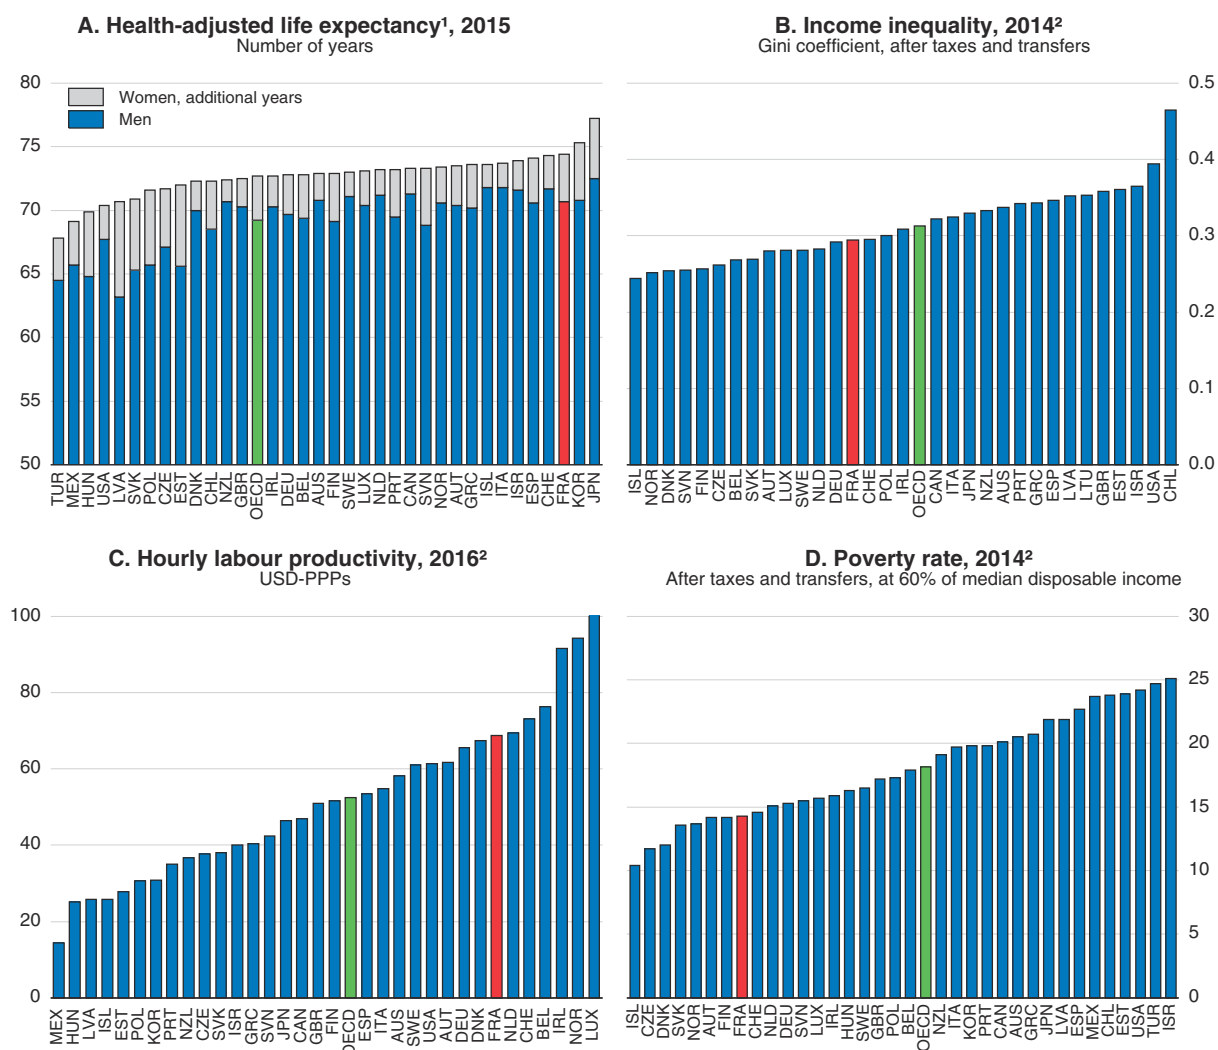 A. Health-adjusted life expectancy¹, 2015
Number of years
80
75
70
65
60
55
50
Women, additional years
Men
TUR MEX HUN USA LVA SVK POL CZE EST DNK CHL NZL GBR OECD IRL DEU BEL AUS FIN SWE LUX NLD PRT CAN SVN NOR AUT GRC ISL ITA ISR ESP CHE FRA KOR JPN
B. Income inequality, 2014²
Gini coefficient, after taxes and transfers
0.5
0.4
0.3
0.2
0.1
0.0
ISL NOR DNK SVN FIN CZE BEL SVK AUT LUX SWE NLD DEU FRA CHE POL IRL OECD CAN ITA JPN NZL AUS PRT GRC ESP LVA LTU GBR EST ISR USA CHL
C. Hourly labour productivity, 2016²
USD-PPPs
100
80
60
40
20
0
MEX HUN LVA ISL EST POL KOR PRT NZL CZE SVK ISR GRC SVN JPN CAN GBR FIN OECD ESP ITA AUS SWE USA AUT DEU DNK FRA NLD CHE BEL IRL NOR LUX
D. Poverty rate, 2014²
After taxes and transfers, at 60% of median disposable income
30
25
20
15
10
5
0
ISL CZE DNK SVK NOR AUT FIN FRA CHE NLD DEU SVN LUX IRL HUN SWE GBR POL BEL OECD NZL ITA KOR PRT CAN AUS GRC JPN LVA ESP MEX CHL EST USA TUR ISR